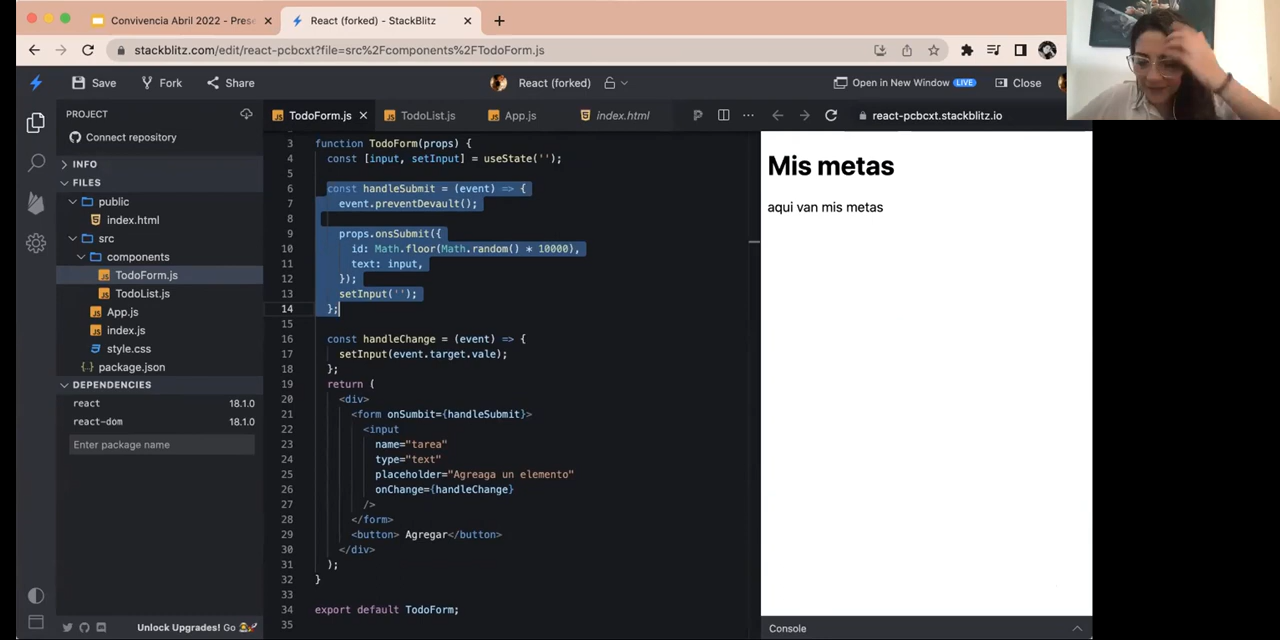 Convivencia Abril 2022 - Prese
React (forked) - StackBlitz
stackblitz.com/edit/react-pcbcxt?file=src%2Fcomponents%2FTodoForm.js
Save
Fork
Share
React (forked)
Open in New Window LIVE
Close
PROJECT
Connect repository
INFO
FILES
public
index.html
src
components
TodoForm.js
TodoList.js
App.js
index.js
style.css
package.json
DEPENDENCIES
react 18.1.0
react-dom 18.1.0
Enter package name
Unlock Upgrades! Go
TodoForm.js
TodoList.js
App.js
index.html
3 function TodoForm(props) {
4 const [input, setInput] = useState('');
5
6 const handleSubmit = (event) => {
7 event.preventDevault();
8
9 props.onsSubmit({
10 id: Math.floor(Math.random() * 10000),
11 text: input,
12 });
13 setInput('');
14 };
15
16 const handleChange = (event) => {
17 setInput(event.target.vale);
18 };
19 return (
20 <div>
21 <form onSumbit={handleSubmit}>
22 <input
23 name="tarea"
24 type="text"
25 placeholder="Agreaga un elemento"
26 onChange={handleChange}
27 />
28 </form>
29 <button> Agregar</button>
30 </div>
31 );
32 }
33
34 export default TodoForm;
35
react-pcbcxt.stackblitz.io
Mis metas
aqui van mis metas
Console